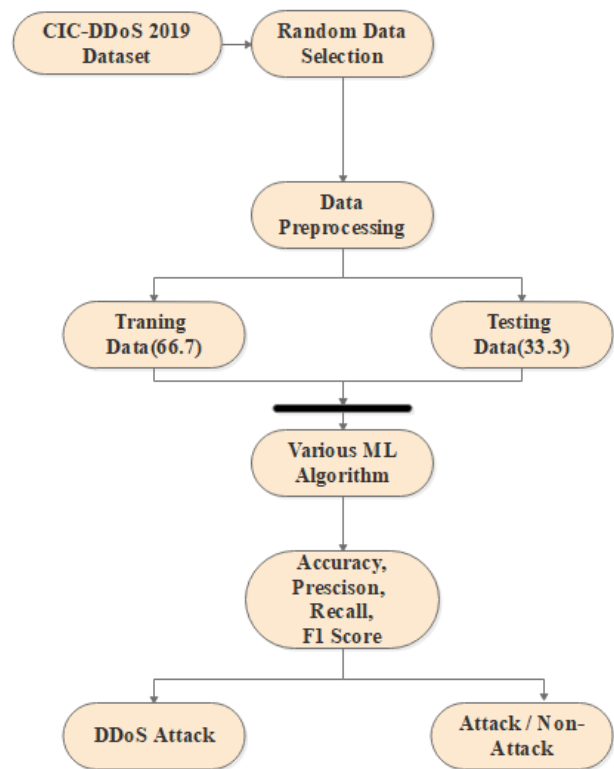 CIC-DDoS 2019
Dataset
Random Data
Selection
Data
Preprocessing
Traning
Data(66.7)
Testing
Data(33.3)
Various ML
Algorithm
Accuracy,
Prescison,
Recall,
F1 Score
DDoS Attack
Attack / Non-
Attack